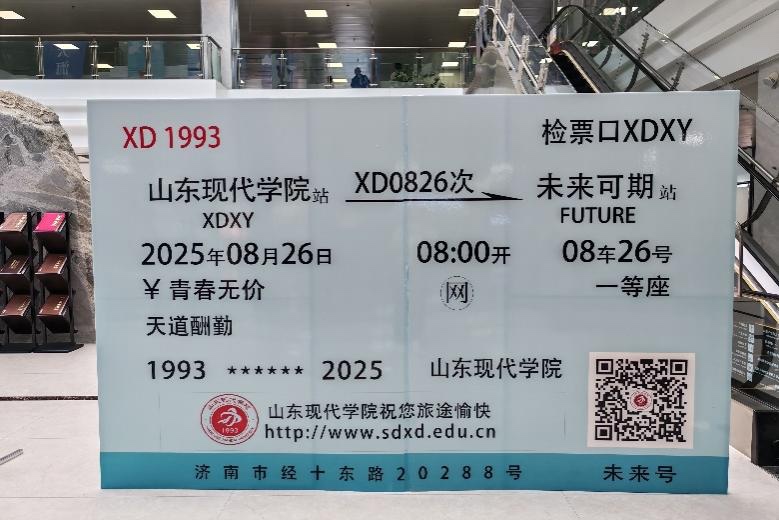 XD 1993 检票口XDXY
山东现代学院站 XD0826次 未来可期站
XDXY FUTURE
2025年08月26日 08:00开 08车26号
¥ 青春无价 网 一等座
天道酬勤
1993 ****** 2025 山东现代学院
山东现代学院祝您旅途愉快
http://www.sdxd.edu.cn
1993
济南市经十东路20288号 未来号